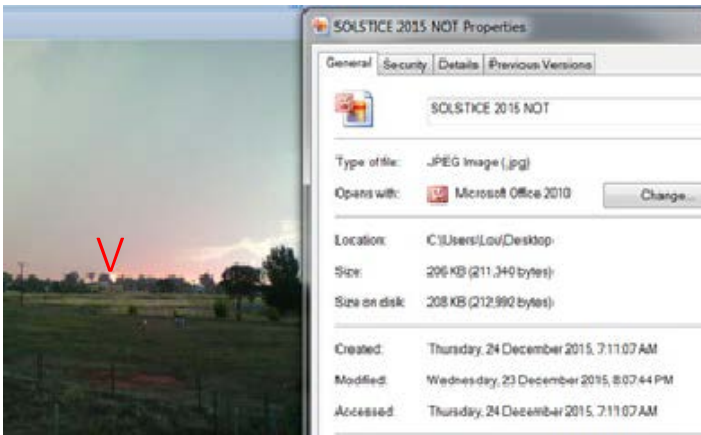 SOLSTICE 2015 NOT Properties
General Security Details Previous Versions
SOLSTICE 2015 NOT
Type of file: JPEG Image (.jpg)
Opens with: Microsoft Office 2010 Change...
Location: C:\Users\Lou\Desktop
Size: 206 KB (211,340 bytes)
Size on disk: 208 KB (212,992 bytes)
Created: Thursday, 24 December 2015, 7:11:07 AM
Modified: Wednesday, 23 December 2015, 8:07:44 PM
Accessed: Thursday, 24 December 2015, 7:11:07 AM
V